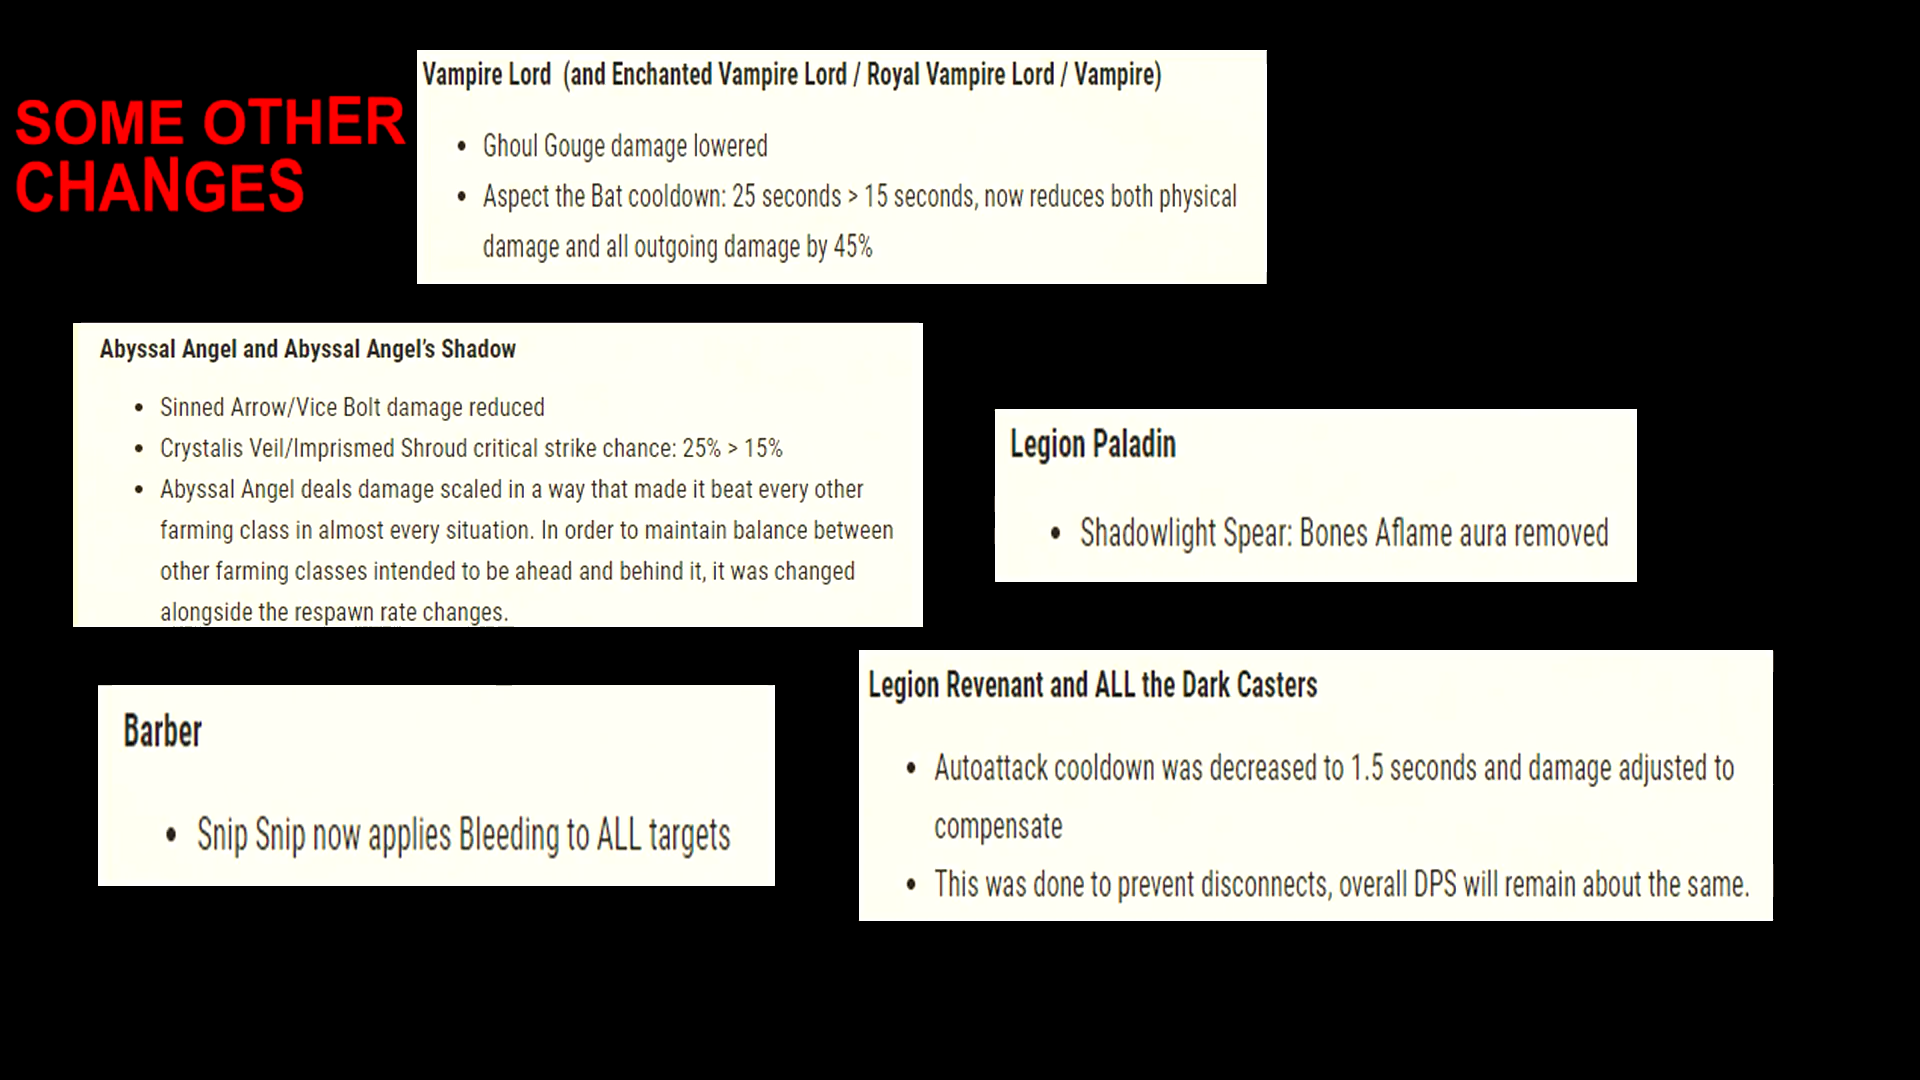 SOME OTHER
CHANGES
Vampire Lord (and Enchanted Vampire Lord / Royal Vampire Lord / Vampire)
• Ghoul Gouge damage lowered
• Aspect the Bat cooldown: 25 seconds > 15 seconds, now reduces both physical
damage and all outgoing damage by 45%
Abyssal Angel and Abyssal Angel's Shadow
• Sinned Arrow/Vice Bolt damage reduced
• Crystalis Veil/Imprismed Shroud critical strike chance: 25% > 15%
• Abyssal Angel deals damage scaled in a way that made it beat every other
farming class in almost every situation. In order to maintain balance between
other farming classes intended to be ahead and behind it, it was changed
alongside the respawn rate changes.
Legion Paladin
• Shadowlight Spear: Bones Aflame aura removed
Barber
• Snip Snip now applies Bleeding to ALL targets
Legion Revenant and ALL the Dark Casters
• Autoattack cooldown was decreased to 1.5 seconds and damage adjusted to
compensate
• This was done to prevent disconnects, overall DPS will remain about the same.